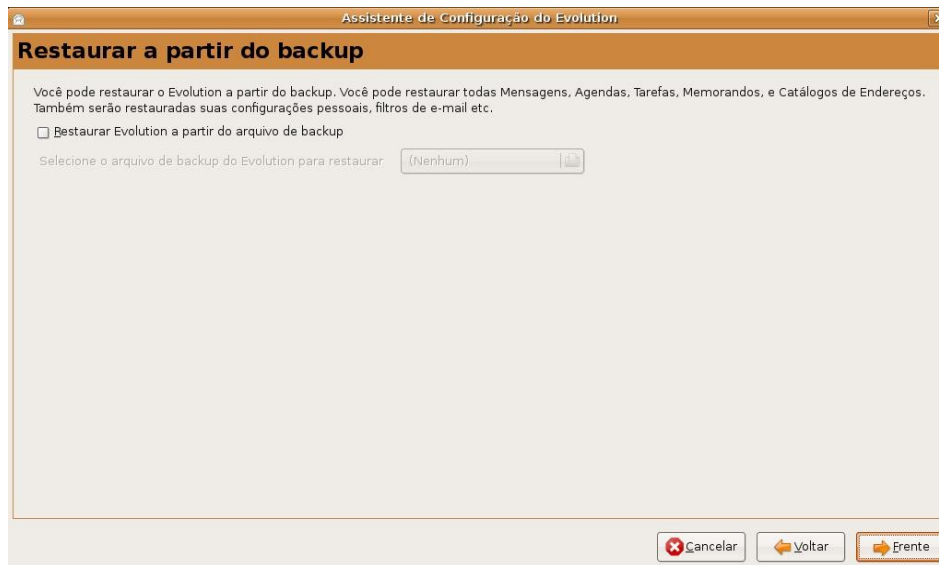 Assistente de Configuração do Evolution
Restaurar a partir do backup
Você pode restaurar o Evolution a partir do backup. Você pode restaurar todas Mensagens, Agendas, Tarefas, Memorandos, e Catálogos de Endereços.
Também serão restauradas suas configurações pessoais, filtros de e-mail etc.
Restaurar Evolution a partir do arquivo de backup
Selecione o arquivo de backup do Evolution para restaurar (Nenhum)
Cancelar Voltar Frente